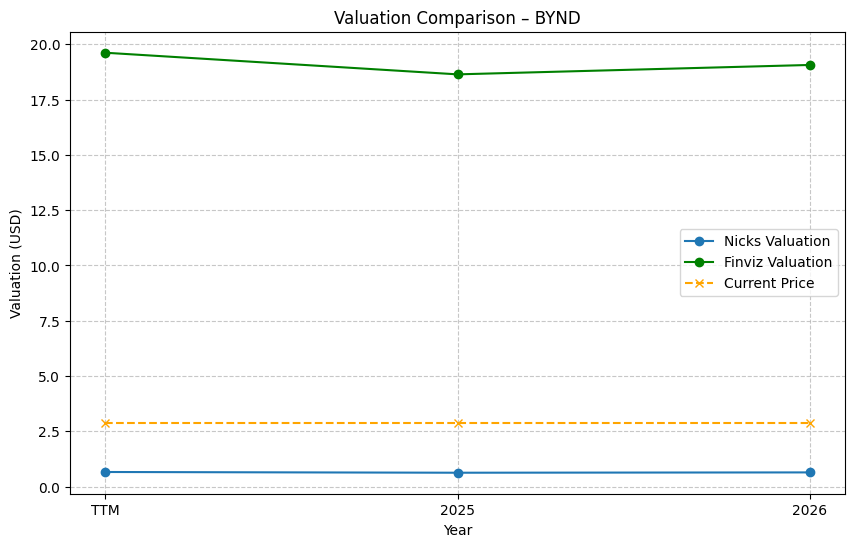 Valuation Comparison – BYND
Valuation (USD)
20.0
17.5
15.0
12.5
10.0
7.5
5.0
2.5
0.0
Nicks Valuation
Finviz Valuation
Current Price
TTM
2025
2026
Year